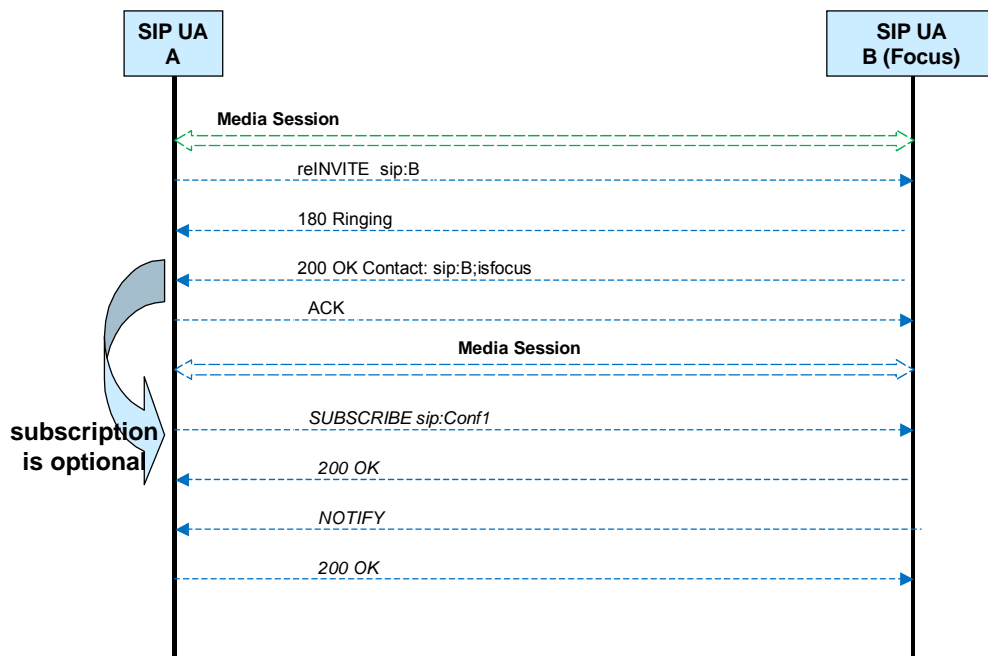 SIP UA
A
SIP UA
B (Focus)
Media Session
reINVITE sip:B
180 Ringing
200 OK Contact: sip:B;isfocus
ACK
Media Session
SUBSCRIBE sip:Conf1
subscription
is optional
200 OK
NOTIFY
200 OK